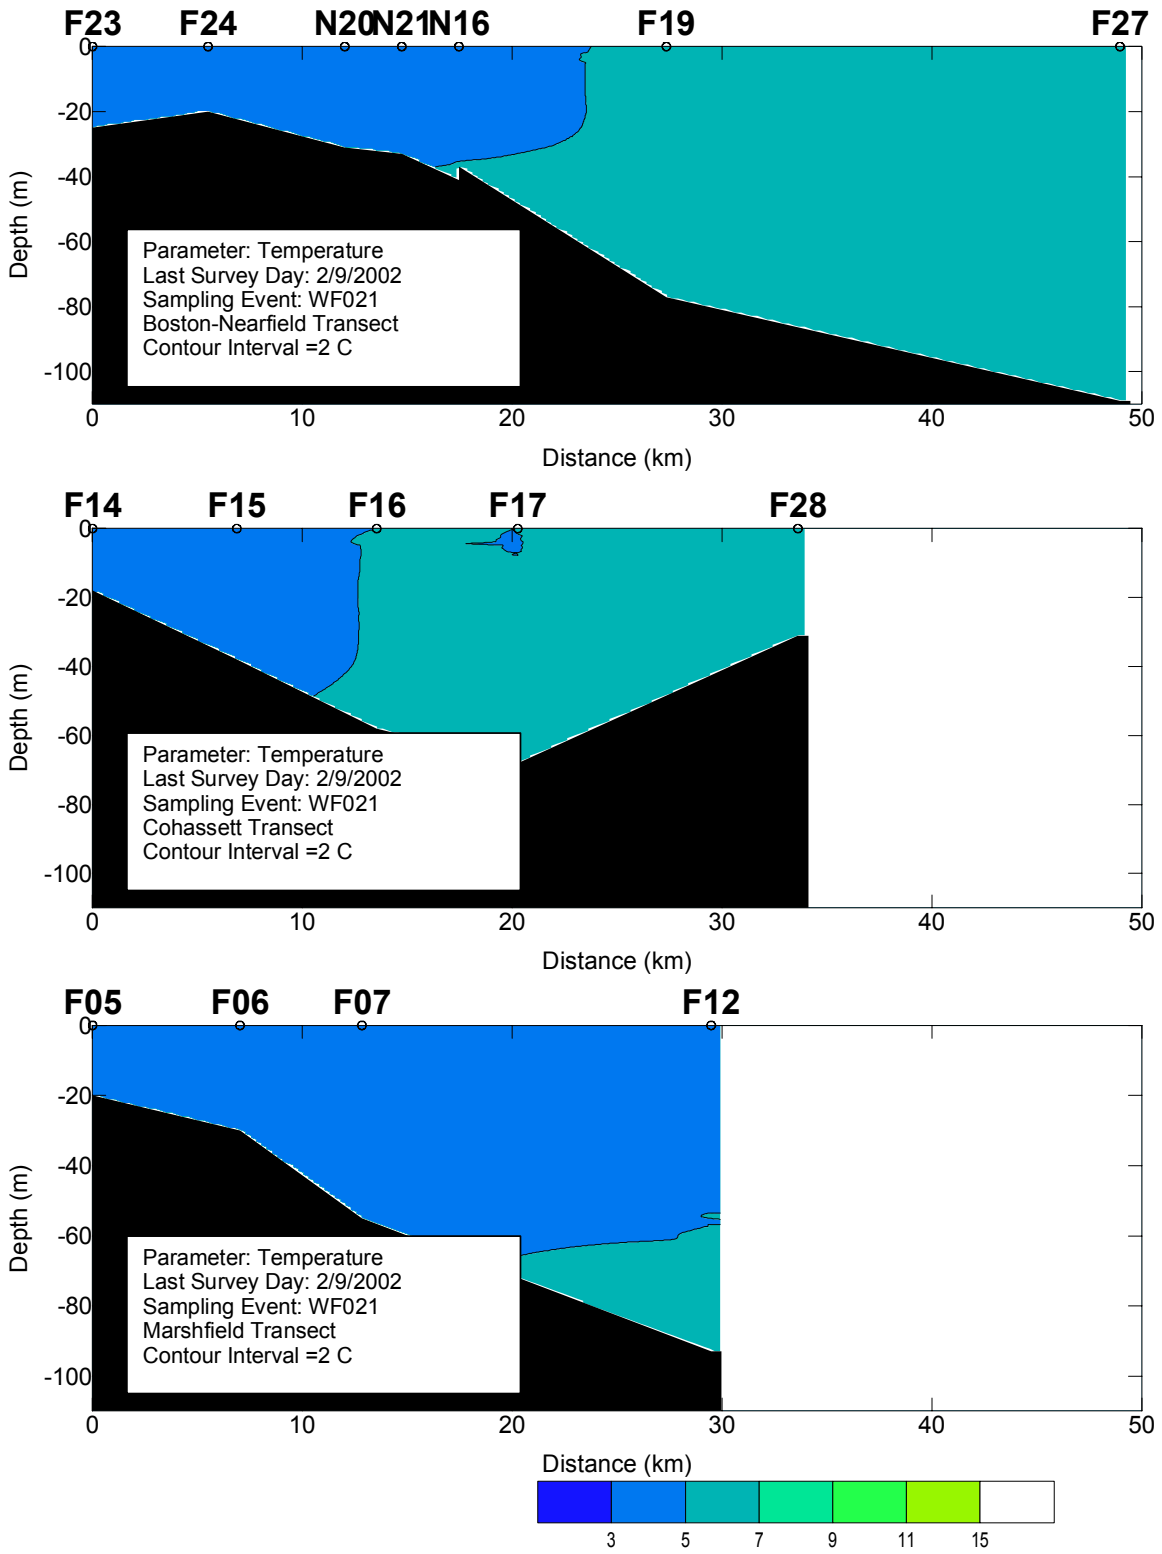 F23 F24 N20 N21 N16 F19 F27
0
-20
-40
-60
-80
-100
Depth (m)
Parameter: Temperature
Last Survey Day: 2/9/2002
Sampling Event: WF021
Boston-Nearfield Transect
Contour Interval =2 C
0 10 20 30 40 50
Distance (km)
F14 F15 F16 F17 F28
0
-20
-40
-60
-80
-100
Depth (m)
Parameter: Temperature
Last Survey Day: 2/9/2002
Sampling Event: WF021
Cohassett Transect
Contour Interval =2 C
0 10 20 30 40 50
Distance (km)
F05 F06 F07 F12
0
-20
-40
-60
-80
-100
Depth (m)
Parameter: Temperature
Last Survey Day: 2/9/2002
Sampling Event: WF021
Marshfield Transect
Contour Interval =2 C
0 10 20 30 40 50
Distance (km)
3 5 7 9 11 15